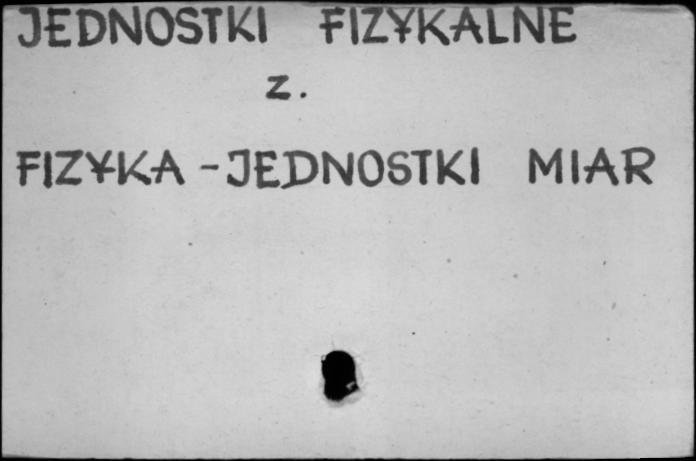 JEDNOSTKI FIZYKALNE
z.
FIZYKA - JEDNOSTKI MIAR